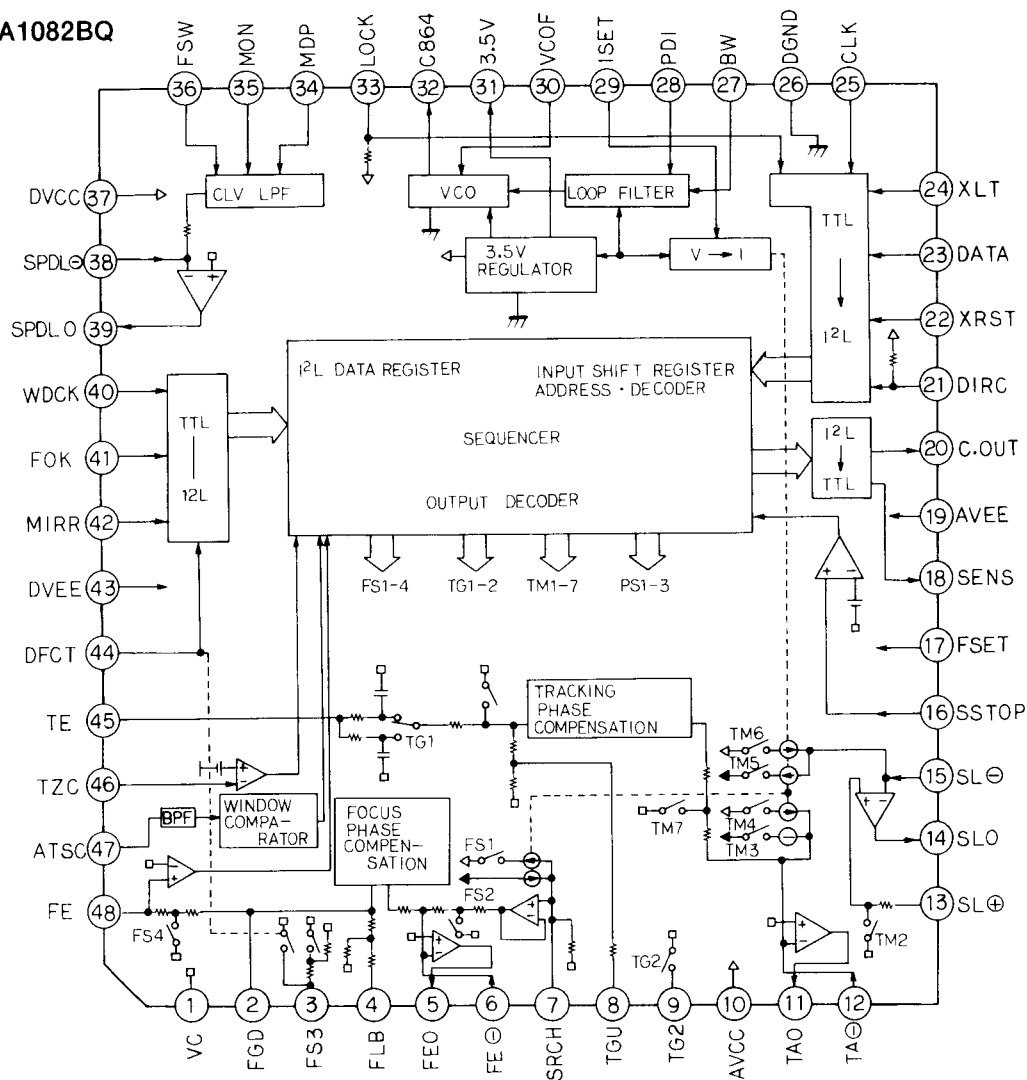 A1082BQ
FSW
MON
MDP
LOCK
C864
3.5V
VCOF
ISET
PDI
BW
DGND
CLK
36
35
34
33
32
31
30
29
28
27
26
25
DVCC 37
SPDL⊖ 38
SPDL O 39
WDCK 40
FOK 41
MIRR 42
DVEE 43
DFCT 44
TE 45
TZC 46
ATSC 47
FE 48
CLV LPF
VCO
LOOP FILTER
3.5V
REGULATOR
V → I
TTL
I²L
24 XLT
23 DATA
22 XRST
21 DIRC
20 C.OUT
19 AVEE
18 SENS
17 FSET
16 SSTOP
15 SL⊖
14 SLO
13 SL⊕
TTL
I2L
I²L DATA REGISTER
INPUT SHIFT REGISTER
ADDRESS · DECODER
SEQUENCER
OUTPUT DECODER
I²L
TTL
FS1-4
TG1-2
TM1-7
PS1-3
TG1
TRACKING
PHASE
COMPENSATION
TM6
TM5
TM4
TM3
TM7
TM2
BPF
WINDOW
COMPA-
RATOR
FOCUS
PHASE
COMPEN-
SATION
FS1
FS2
FS4
TG2
1
2
3
4
5
6
7
8
9
10
11
12
VC
FGD
FS3
FLB
FEO
FE⊖
SRCH
TGU
TG2
AVCC
TAO
TA⊖